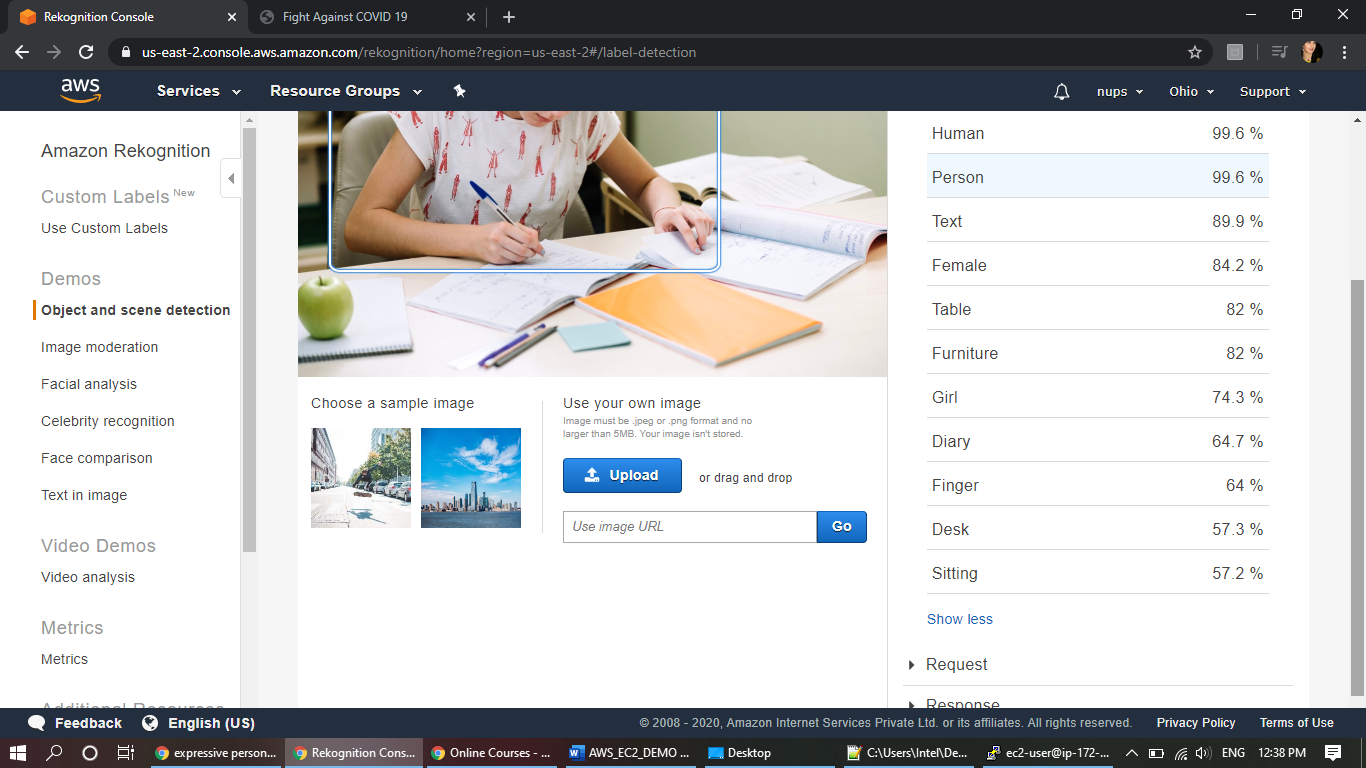 Rekognition Console
Fight Against COVID 19
us-east-2.console.aws.amazon.com/rekognition/home?region=us-east-2#/label-detection
aws
Services
Resource Groups
nups
Ohio
Support
Amazon Rekognition
Custom Labels New
Use Custom Labels
Demos
Object and scene detection
Image moderation
Facial analysis
Celebrity recognition
Face comparison
Text in image
Video Demos
Video analysis
Metrics
Metrics
Additional Resources
Choose a sample image
Use your own image
Image must be .jpeg or .png format and no
larger than 5MB. Your image isn't stored.
Upload
or drag and drop
Use image URL
Go
Human 99.6 %
Person 99.6 %
Text 89.9 %
Female 84.2 %
Table 82 %
Furniture 82 %
Girl 74.3 %
Diary 64.7 %
Finger 64 %
Desk 57.3 %
Sitting 57.2 %
Show less
Request
Response
Feedback
English (US)
© 2008 - 2020, Amazon Internet Services Private Ltd. or its affiliates. All rights reserved.
Privacy Policy
Terms of Use
expressive person...
Rekognition Cons...
Online Courses - ...
AWS_EC2_DEMO ...
Desktop
C:\Users\Intel\De...
ec2-user@ip-172-...
ENG
12:38 PM